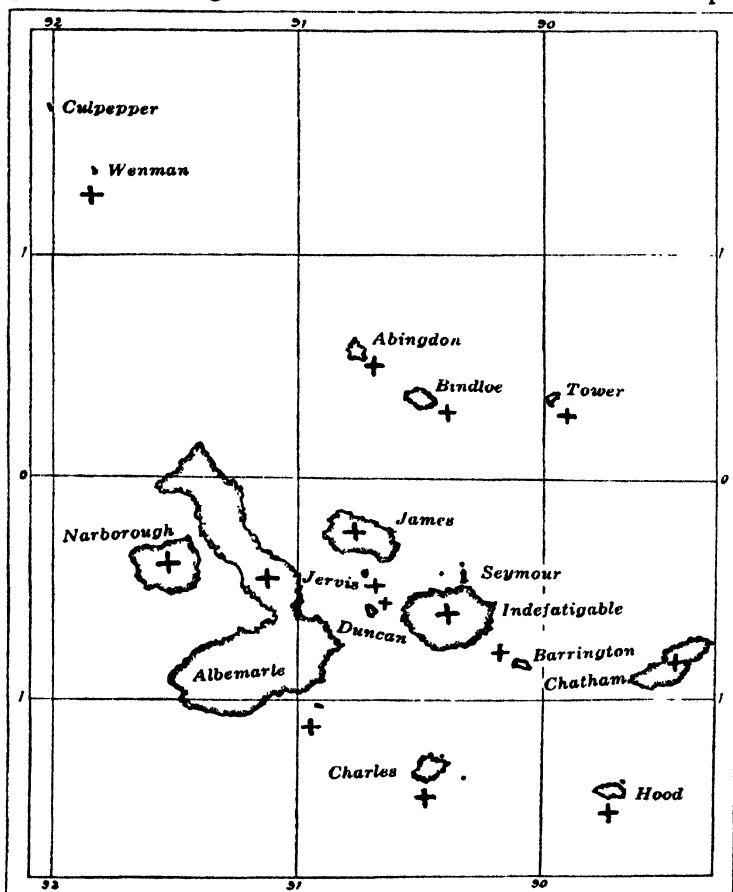 92 91 90
Culpepper
Wenman
1 1
Abingdon
Bindloe
Tower
0 0
James
Narborough
Jervis
Seymour
Indefatigable
Duncan
Barrington
Albemarle
Chatham
1 1
Charles
Hood
92 91 90